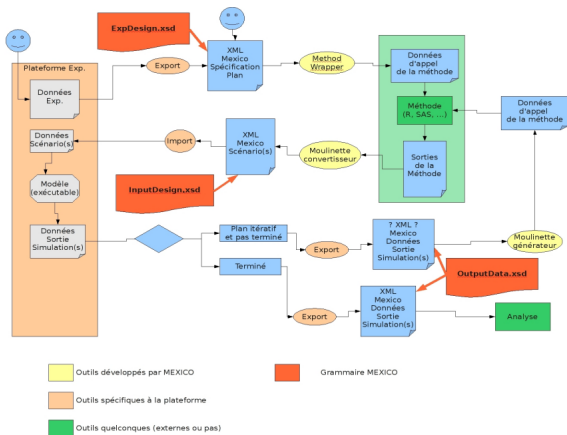 ExpDesign.xsd
Plateforme Exp.
Données
Exp.
Export
XML
Mexico
Spécification
Plan
Method
Wrapper
Données
d'appel
de la méthode
Méthode
(R, SAS, ...)
Données
d'appel
de la méthode
Données
Scénario(s)
Import
XML
Mexico
Scénario(s)
Moulinette
convertisseur
Sorties
de la
Méthode
Modèle
(exécutable)
InputDesign.xsd
Données
Sortie
Simulation(s)
Plan itératif
et pas terminé
Export
? XML ?
Mexico
Données
Sortie
Simulation(s)
Moulinette
générateur
Terminé
OutputData.xsd
Export
XML
Mexico
Données
Sortie
Simulation(s)
Analyse
Outils développés par MEXICO
Grammaire MEXICO
Outils spécifiques à la plateforme
Outils quelconques (externes ou pas)